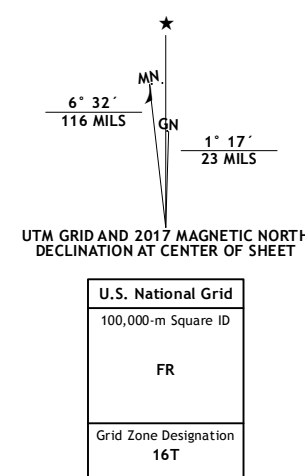 ★
MN.
GN
6° 32´
116 MILS
1° 17´
23 MILS
UTM GRID AND 2017 MAGNETIC NORTH
DECLINATION AT CENTER OF SHEET
U.S. National Grid
100,000-m Square ID
FR
Grid Zone Designation
16T